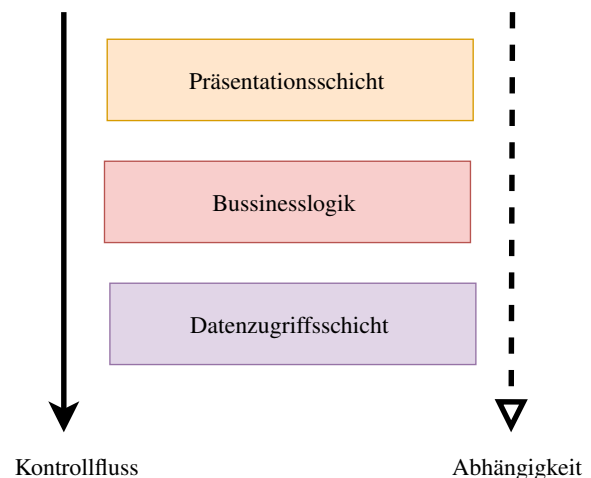 Präsentationsschicht
Bussinesslogik
Datenzugriffsschicht
Kontrollfluss
Abhängigkeit